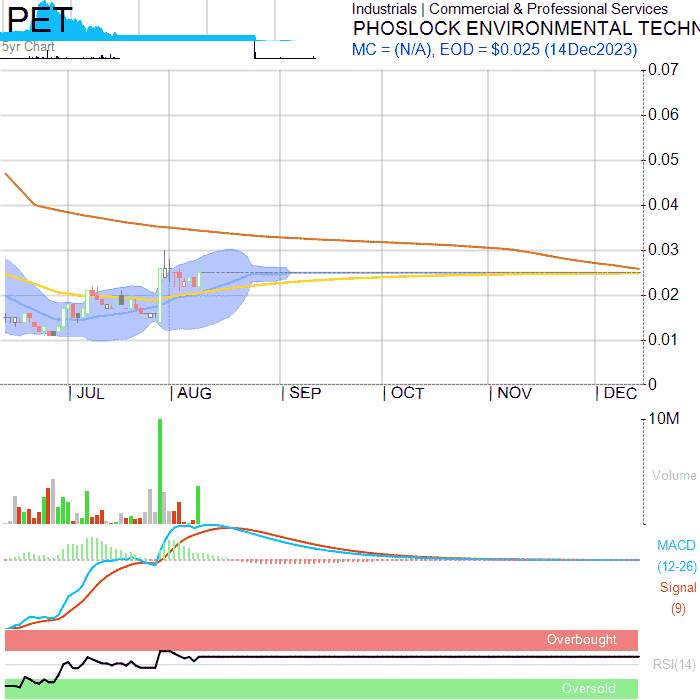 PET
5yr Chart
Industrials | Commercial & Professional Services
PHOSLOCK ENVIRONMENTAL TECHN
MC = (N/A), EOD = $0.025 (14Dec2023)
0.07
0.06
0.05
0.04
0.03
0.02
0.01
0
JUL AUG SEP OCT NOV DEC
10M
Volume
MACD
(12-26)
Signal
(9)
Overbought
RSI(14)
Oversold